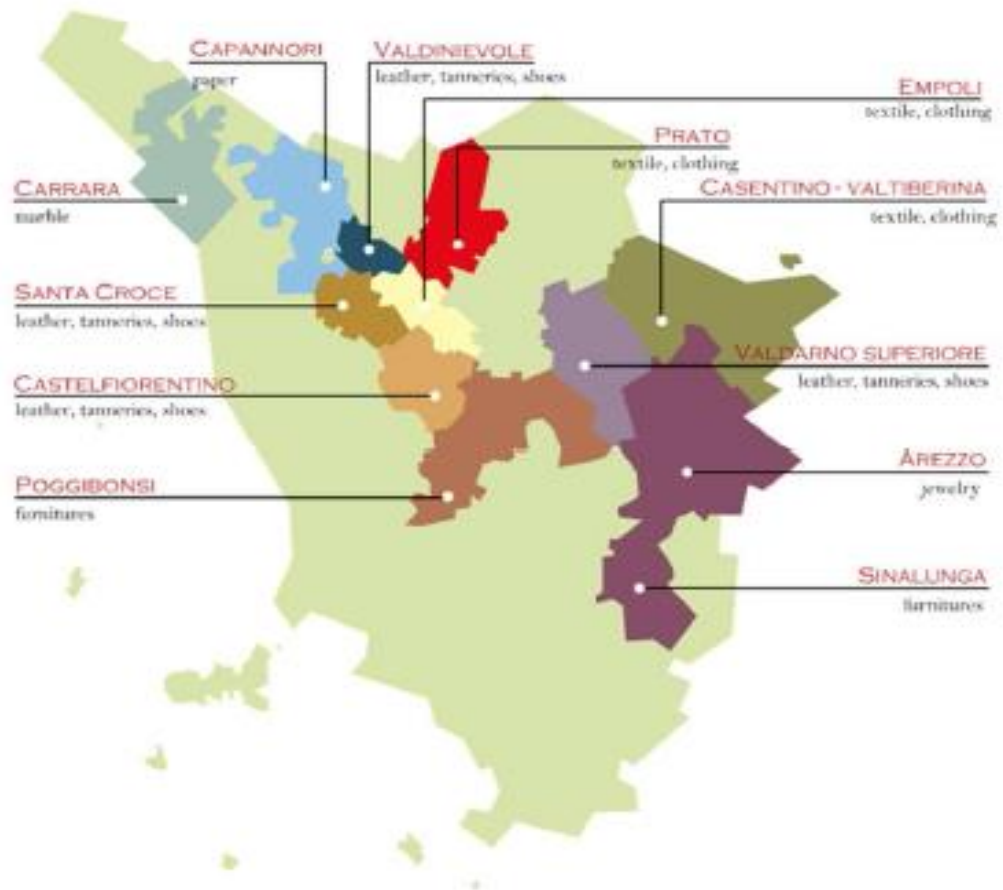 CAPANNORI
paper
VALDINIEVOLE
leather, tanneries, shoes
EMPOLI
textile, clothing
PRATO
textile, clothing
CARRARA
marble
CASENTINO - VALTIBERINA
textile, clothing
SANTA CROCE
leather, tanneries, shoes
VALDARNO SUPERIORE
leather, tanneries, shoes
CASTELFIORENTINO
leather, tanneries, shoes
AREZZO
jewelry
POGGIBONSI
furnitures
SINALUNGA
furnitures